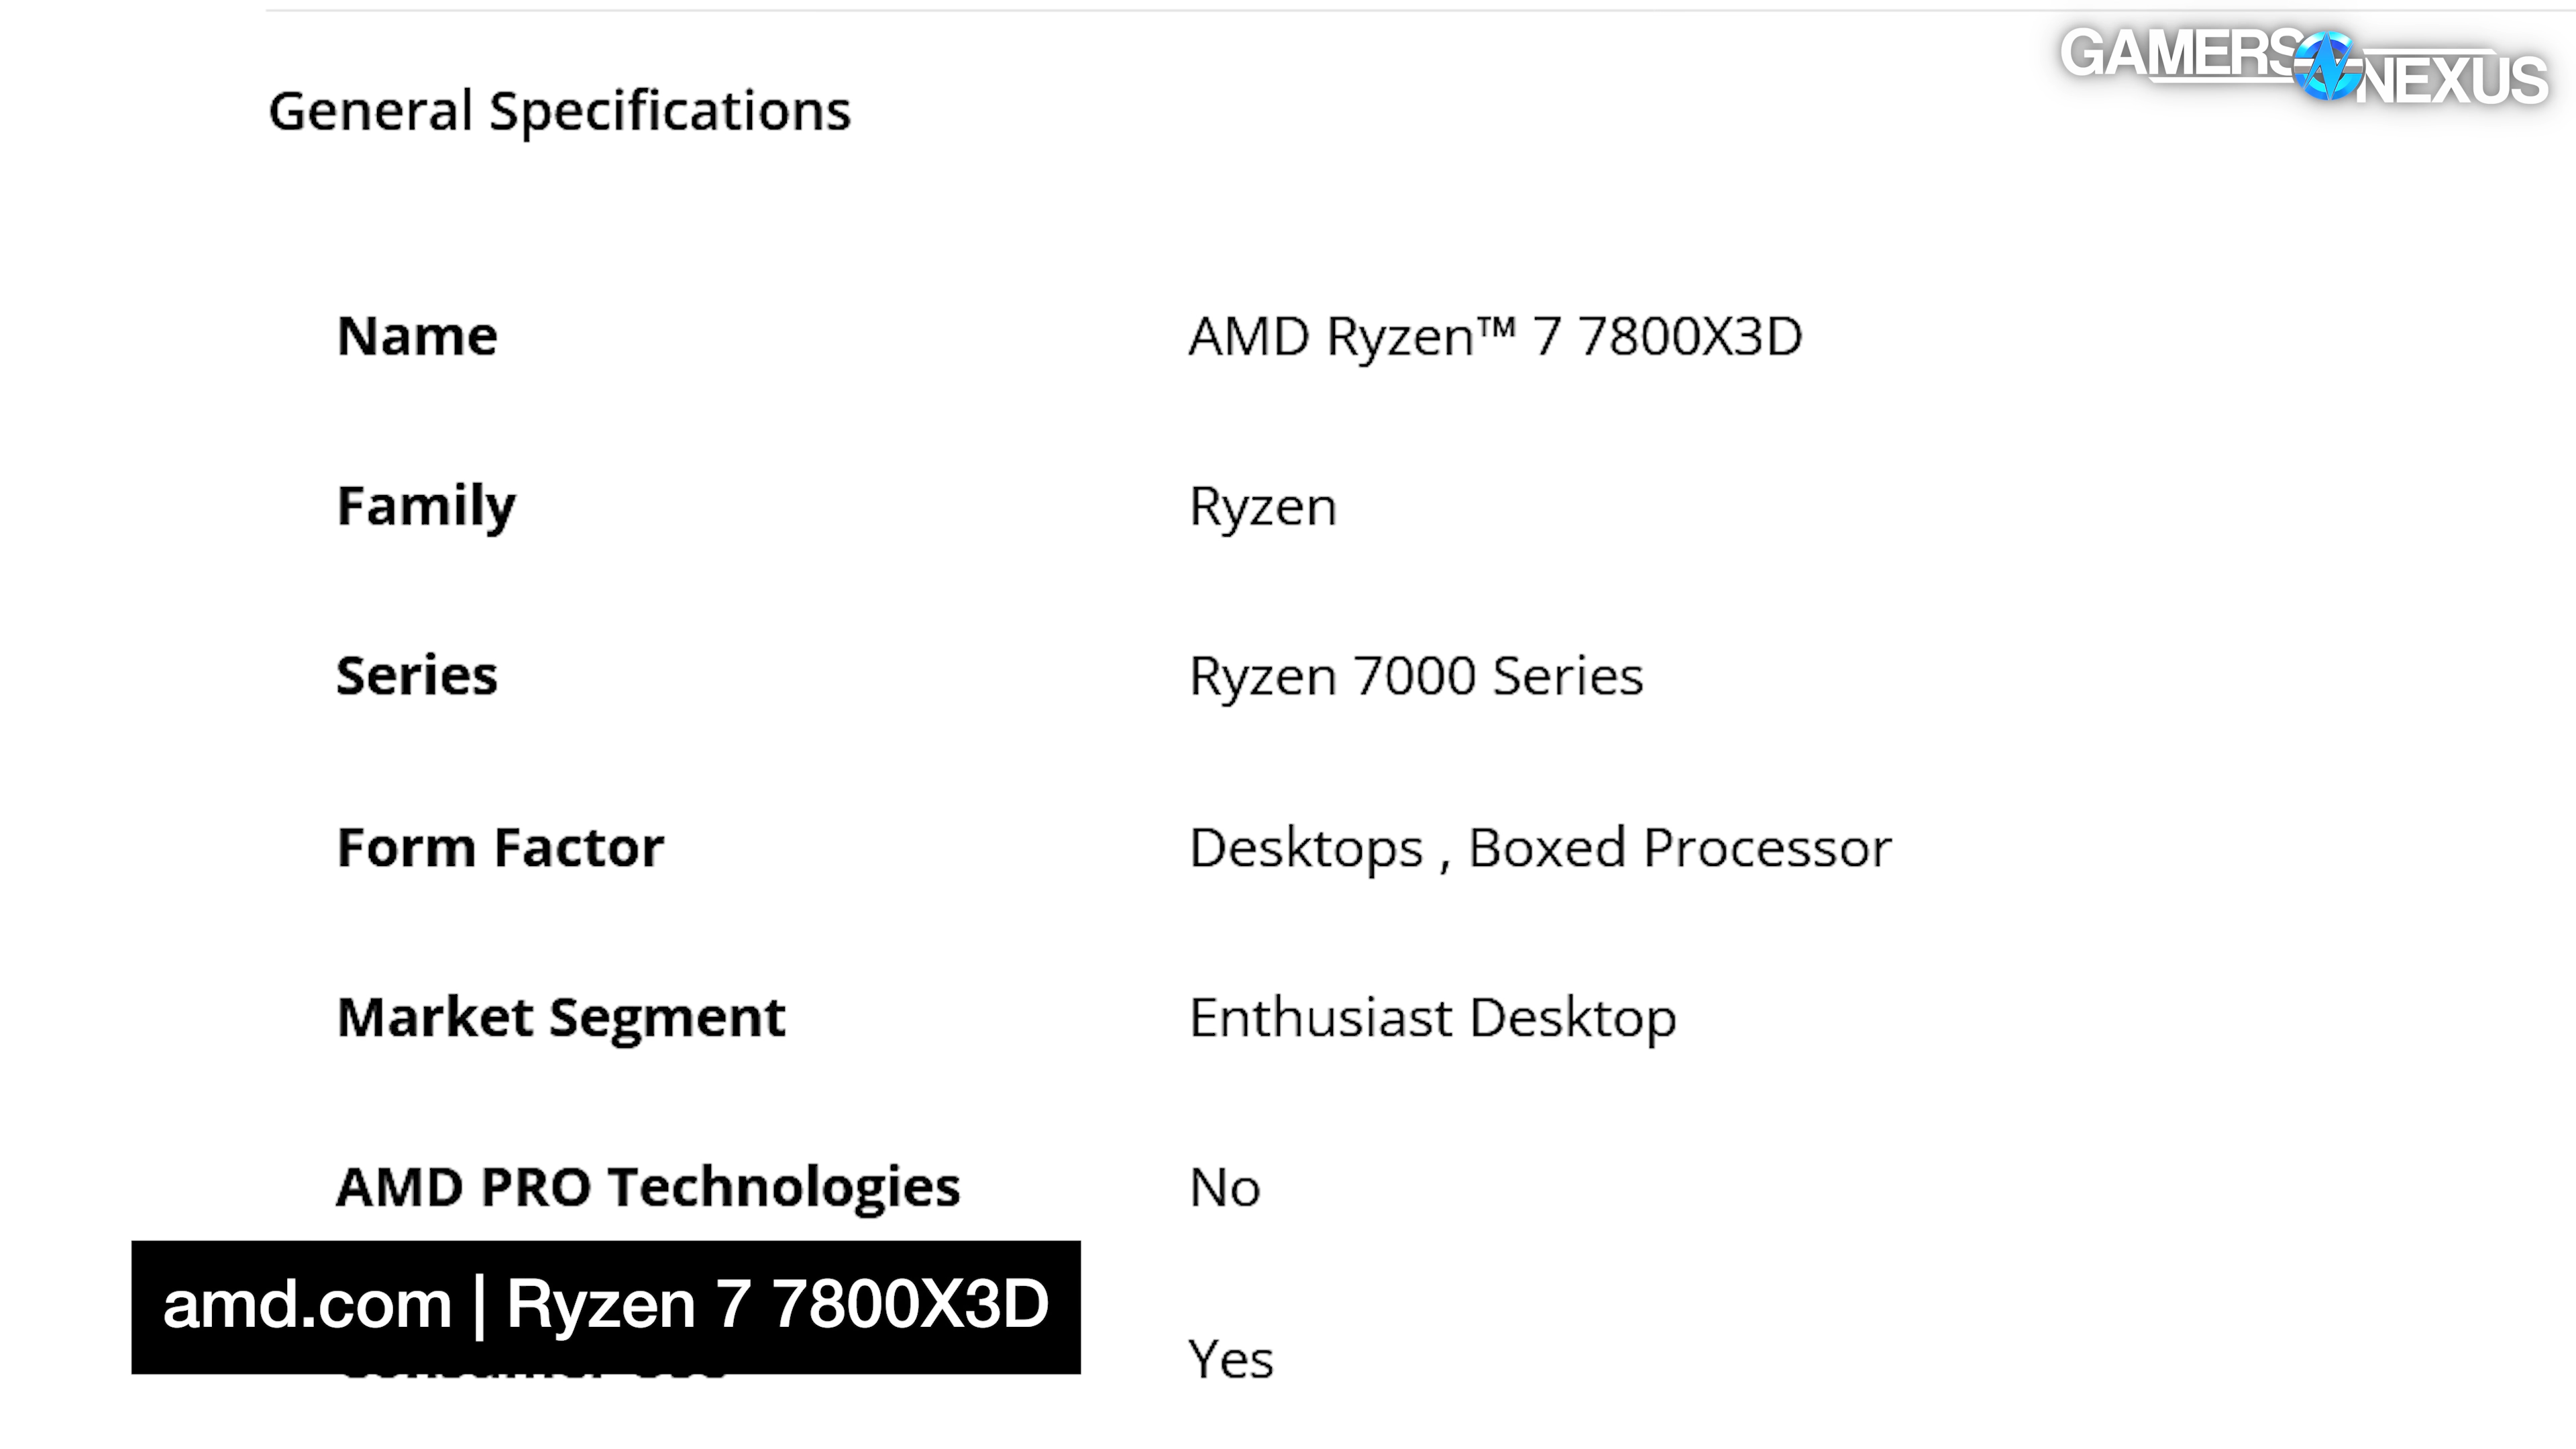 GAMERS NEXUS
General Specifications
Name AMD Ryzen™ 7 7800X3D
Family Ryzen
Series Ryzen 7000 Series
Form Factor Desktops , Boxed Processor
Market Segment Enthusiast Desktop
AMD PRO Technologies No
amd.com | Ryzen 7 7800X3D
Yes